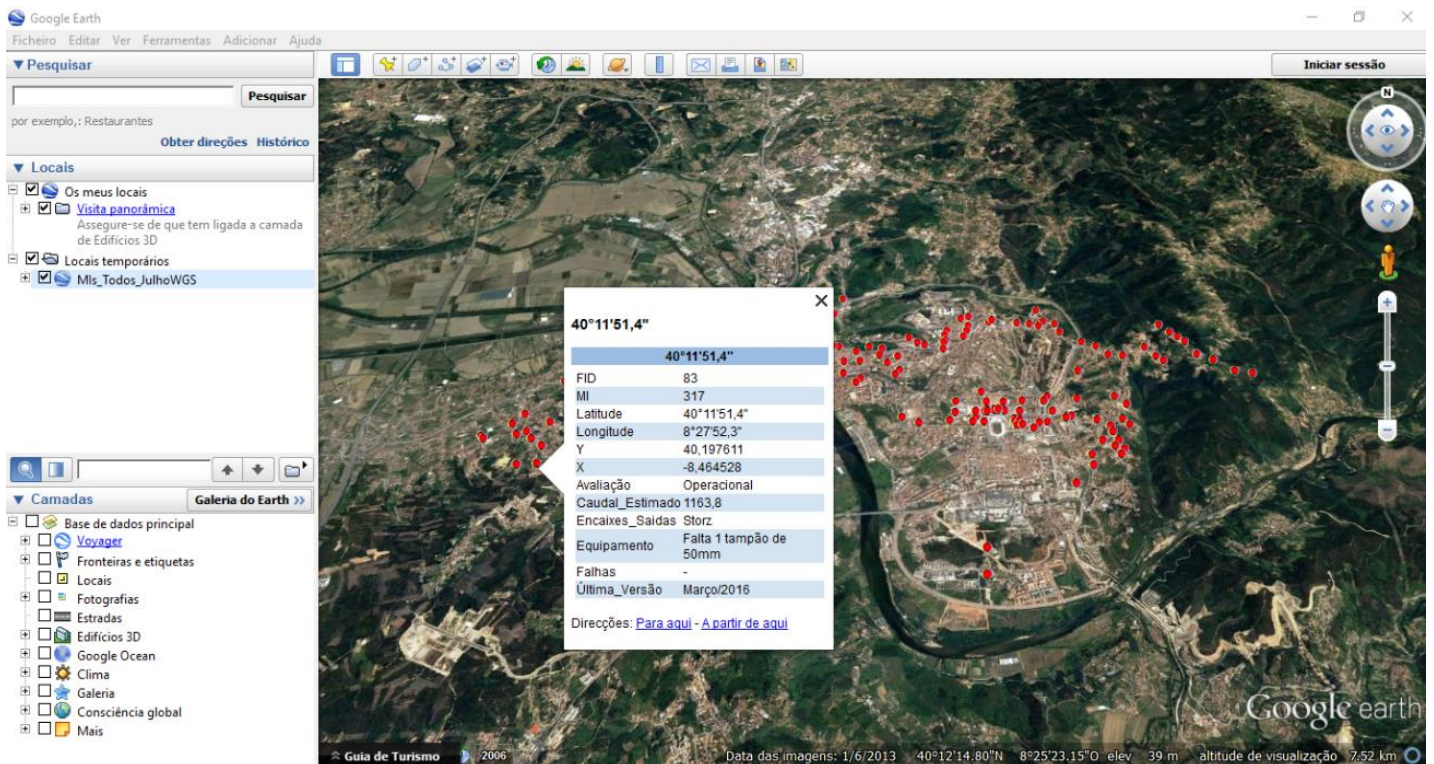 Google Earth
Ficheiro Editar Ver Ferramentas Adicionar Ajuda
Pesquisar
Iniciar sessão
Pesquisar
por exemplo,: Restaurantes
Obter direções Histórico
Locais
Os meus locais
Visita panorâmica
Assegure-se de que tem ligada a camada
de Edifícios 3D
Locais temporários
MIs_Todos_JulhoWGS
Camadas
Galeria do Earth >>
Base de dados principal
Voyager
Fronteiras e etiquetas
Locais
Fotografias
Estradas
Edifícios 3D
Google Ocean
Clima
Galeria
Consciência global
Mais
N
40°11'51,4"
40°11'51,4"
FID 83
MI 317
Latitude 40°11'51,4"
Longitude 8°27'52,3"
Y 40,197611
X -8,464528
Avaliação Operacional
Caudal_Estimado 1163,8
Encaixes_Saidas Storz
Equipamento Falta 1 tampão de
50mm
Falhas -
Última_Versão Março/2016
Direcções: Para aqui - A partir de aqui
Google earth
Guia de Turismo 2006 Data das imagens: 1/6/2013 40°12'14.80"N 8°25'23.15"O elev 39 m altitude de visualização 7.52 km